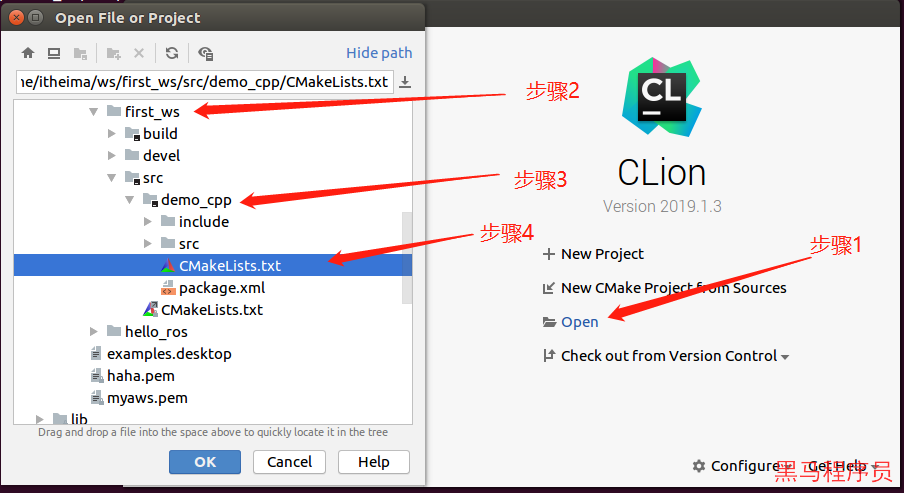 Open File or Project
Hide path
ne/itheima/ws/first_ws/src/demo_cpp/CMakeLists.txt
first_ws
build
devel
src
demo_cpp
include
src
CMakeLists.txt
package.xml
CMakeLists.txt
hello_ros
examples.desktop
haha.pem
myaws.pem
lib
Drag and drop a file into the space above to quickly locate it in the tree
OK
Cancel
Help
步骤2
步骤3
步骤4
步骤1
CL
CLion
Version 2019.1.3
New Project
New CMake Project from Sources
Open
Check out from Version Control
Configure
Get Help
黑马程序员